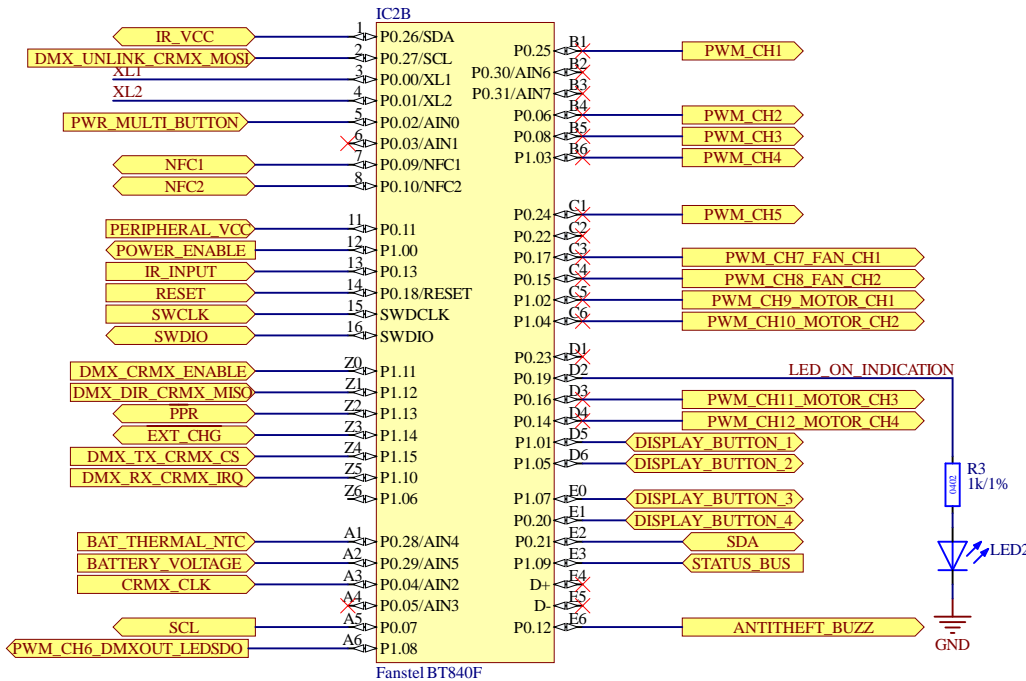 IC2B
IR_VCC 1 P0.26/SDA
DMX_UNLINK_CRMX_MOSI 2 P0.27/SCL
XL1 3 P0.00/XL1
XL2 4 P0.01/XL2
PWR_MULTI_BUTTON 5 P0.02/AIN0
6 P0.03/AIN1
NFC1 7 P0.09/NFC1
NFC2 8 P0.10/NFC2
PERIPHERAL_VCC 11 P0.11
POWER_ENABLE 12 P1.00
IR_INPUT 13 P0.13
RESET 14 P0.18/RESET
SWCLK 15 SWDCLK
SWDIO 16 SWDIO
DMX_CRMX_ENABLE Z0 P1.11
DMX_DIR_CRMX_MISO Z1 P1.12
PPR Z2 P1.13
EXT_CHG Z3 P1.14
DMX_TX_CRMX_CS Z4 P1.15
DMX_RX_CRMX_IRQ Z5 P1.10
Z6 P1.06
BAT_THERMAL_NTC A1 P0.28/AIN4
BATTERY_VOLTAGE A2 P0.29/AIN5
CRMX_CLK A3 P0.04/AIN2
A4 P0.05/AIN3
SCL A5 P0.07
PWM_CH6_DMXOUT_LEDSDO A6 P1.08
P0.25 B1 PWM_CH1
P0.30/AIN6 B2
P0.31/AIN7 B3
P0.06 B4 PWM_CH2
P0.08 B5 PWM_CH3
P1.03 B6 PWM_CH4
P0.24 C1 PWM_CH5
P0.22 C2
P0.17 C3 PWM_CH7_FAN_CH1
P0.15 C4 PWM_CH8_FAN_CH2
P1.02 C5 PWM_CH9_MOTOR_CH1
P1.04 C6 PWM_CH10_MOTOR_CH2
P0.23 D1
P0.19 D2 LED_ON_INDICATION
P0.16 D3 PWM_CH11_MOTOR_CH3
P0.14 D4 PWM_CH12_MOTOR_CH4
P1.01 D5 DISPLAY_BUTTON_1
P1.05 D6 DISPLAY_BUTTON_2
P1.07 E0 DISPLAY_BUTTON_3
P0.20 E1 DISPLAY_BUTTON_4
P0.21 E2 SDA
P1.09 E3 STATUS_BUS
D+ E4
D- E5
P0.12 E6 ANTITHEFT_BUZZ
R3
0402
1k/1%
LED2
GND
Fanstel BT840F